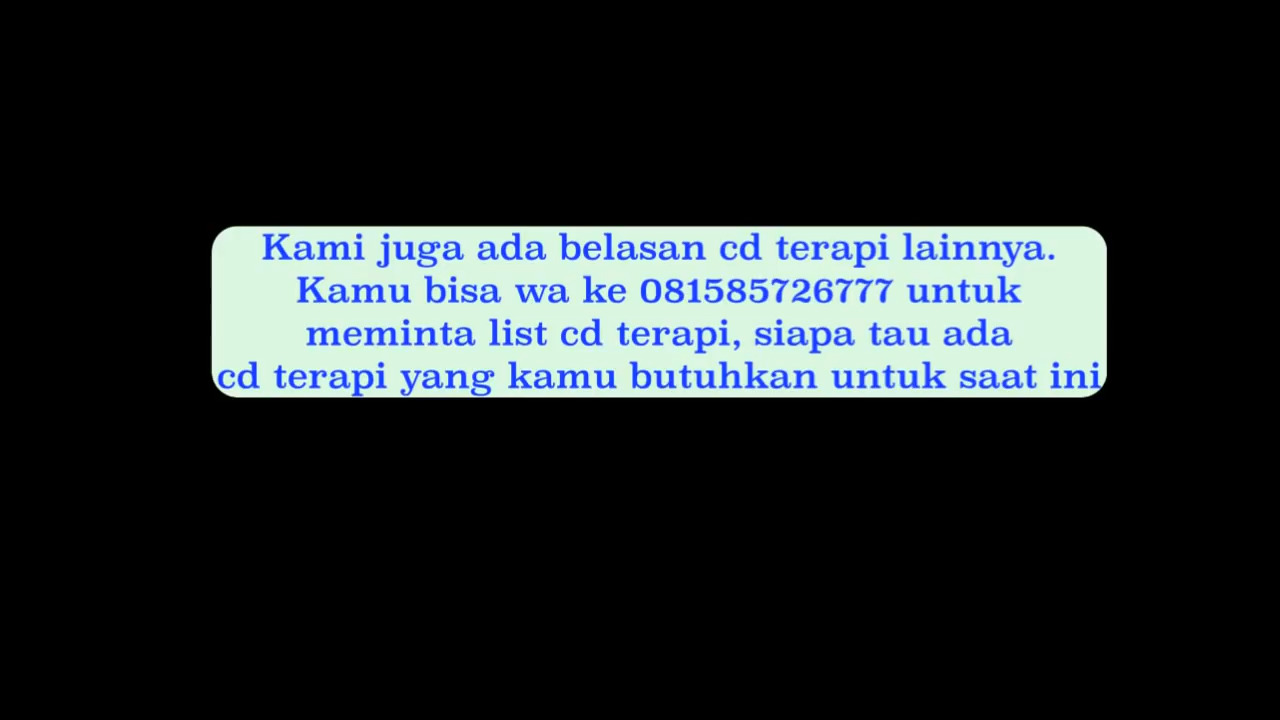 Kami juga ada belasan cd terapi lainnya.
Kamu bisa wa ke 081585726777 untuk
meminta list cd terapi, siapa tau ada
cd terapi yang kamu butuhkan untuk saat ini